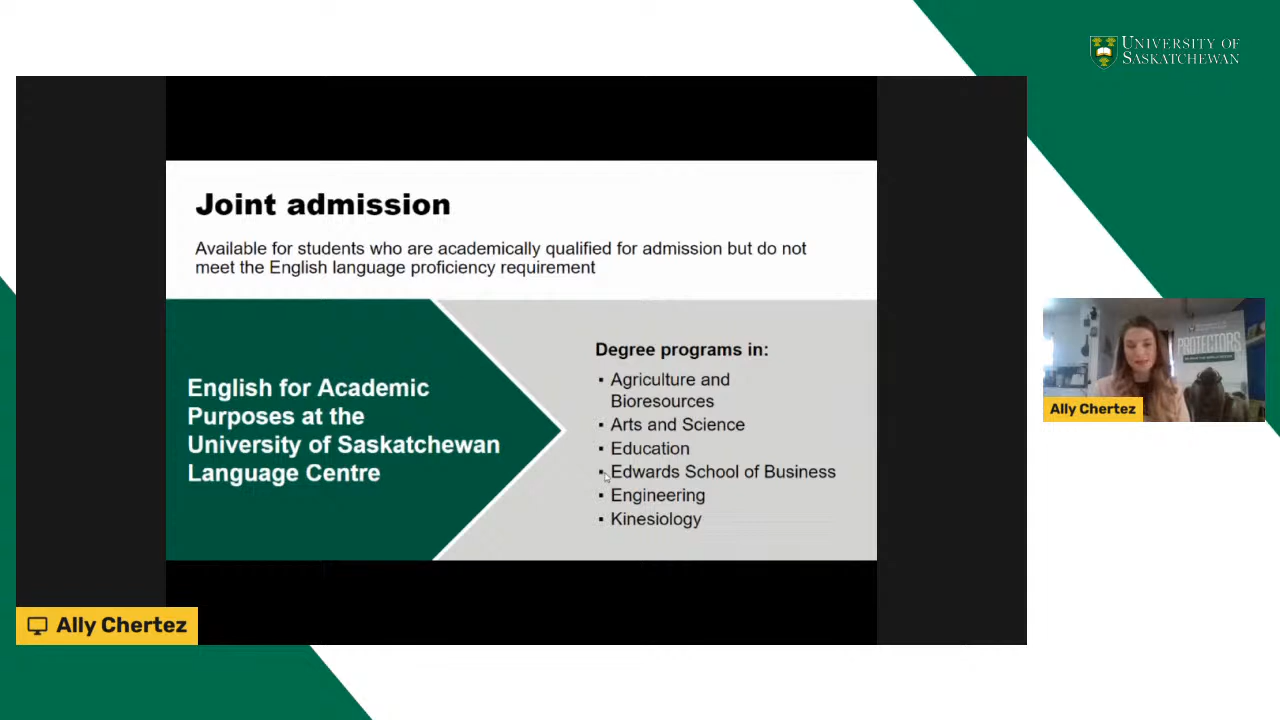 UNIVERSITY OF
SASKATCHEWAN
Joint admission
Available for students who are academically qualified for admission but do not
meet the English language proficiency requirement
English for Academic
Purposes at the
University of Saskatchewan
Language Centre
Degree programs in:
▪ Agriculture and
Bioresources
▪ Arts and Science
▪ Education
▪ Edwards School of Business
▪ Engineering
▪ Kinesiology
PROTECTORS
Ally Chertez
Ally Chertez